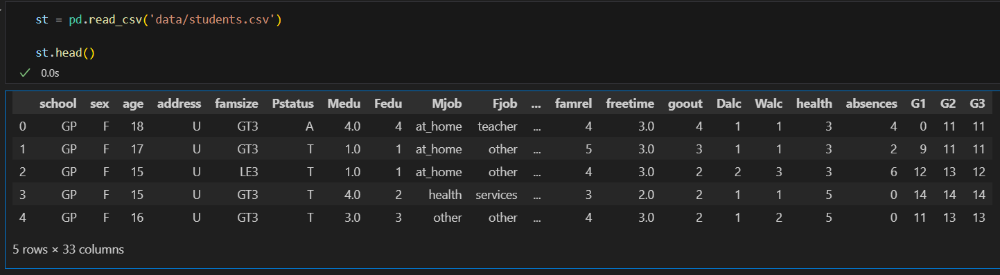 st = pd.read_csv('data/students.csv')
st.head()
0.0s
school sex age address famsize Pstatus Medu Fedu Mjob Fjob ... famrel freetime goout Dalc Walc health absences G1 G2 G3
0 GP F 18 U GT3 A 4.0 4 at_home teacher ... 4 3.0 4 1 1 3 4 0 11 11
1 GP F 17 U GT3 T 1.0 1 at_home other ... 5 3.0 3 1 1 3 2 9 11 11
2 GP F 15 U LE3 T 1.0 1 at_home other ... 4 3.0 2 2 3 3 6 12 13 12
3 GP F 15 U GT3 T 4.0 2 health services ... 3 2.0 2 1 1 5 0 14 14 14
4 GP F 16 U GT3 T 3.0 3 other other ... 4 3.0 2 1 2 5 0 11 13 13
5 rows × 33 columns